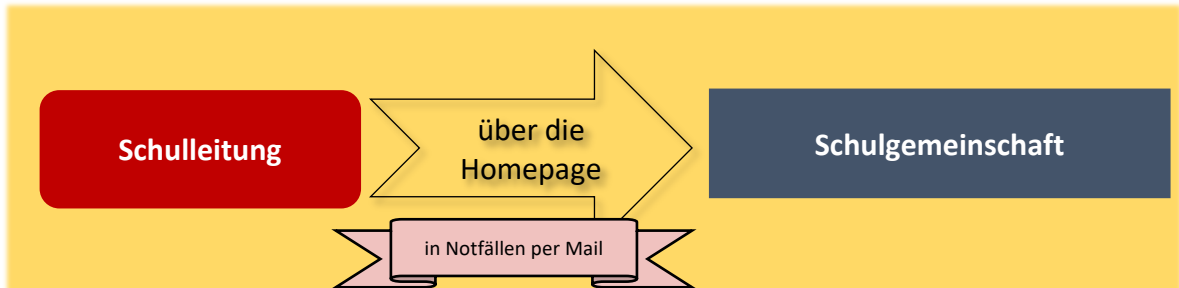 Schulleitung
über die
Homepage
Schulgemeinschaft
in Notfällen per Mail